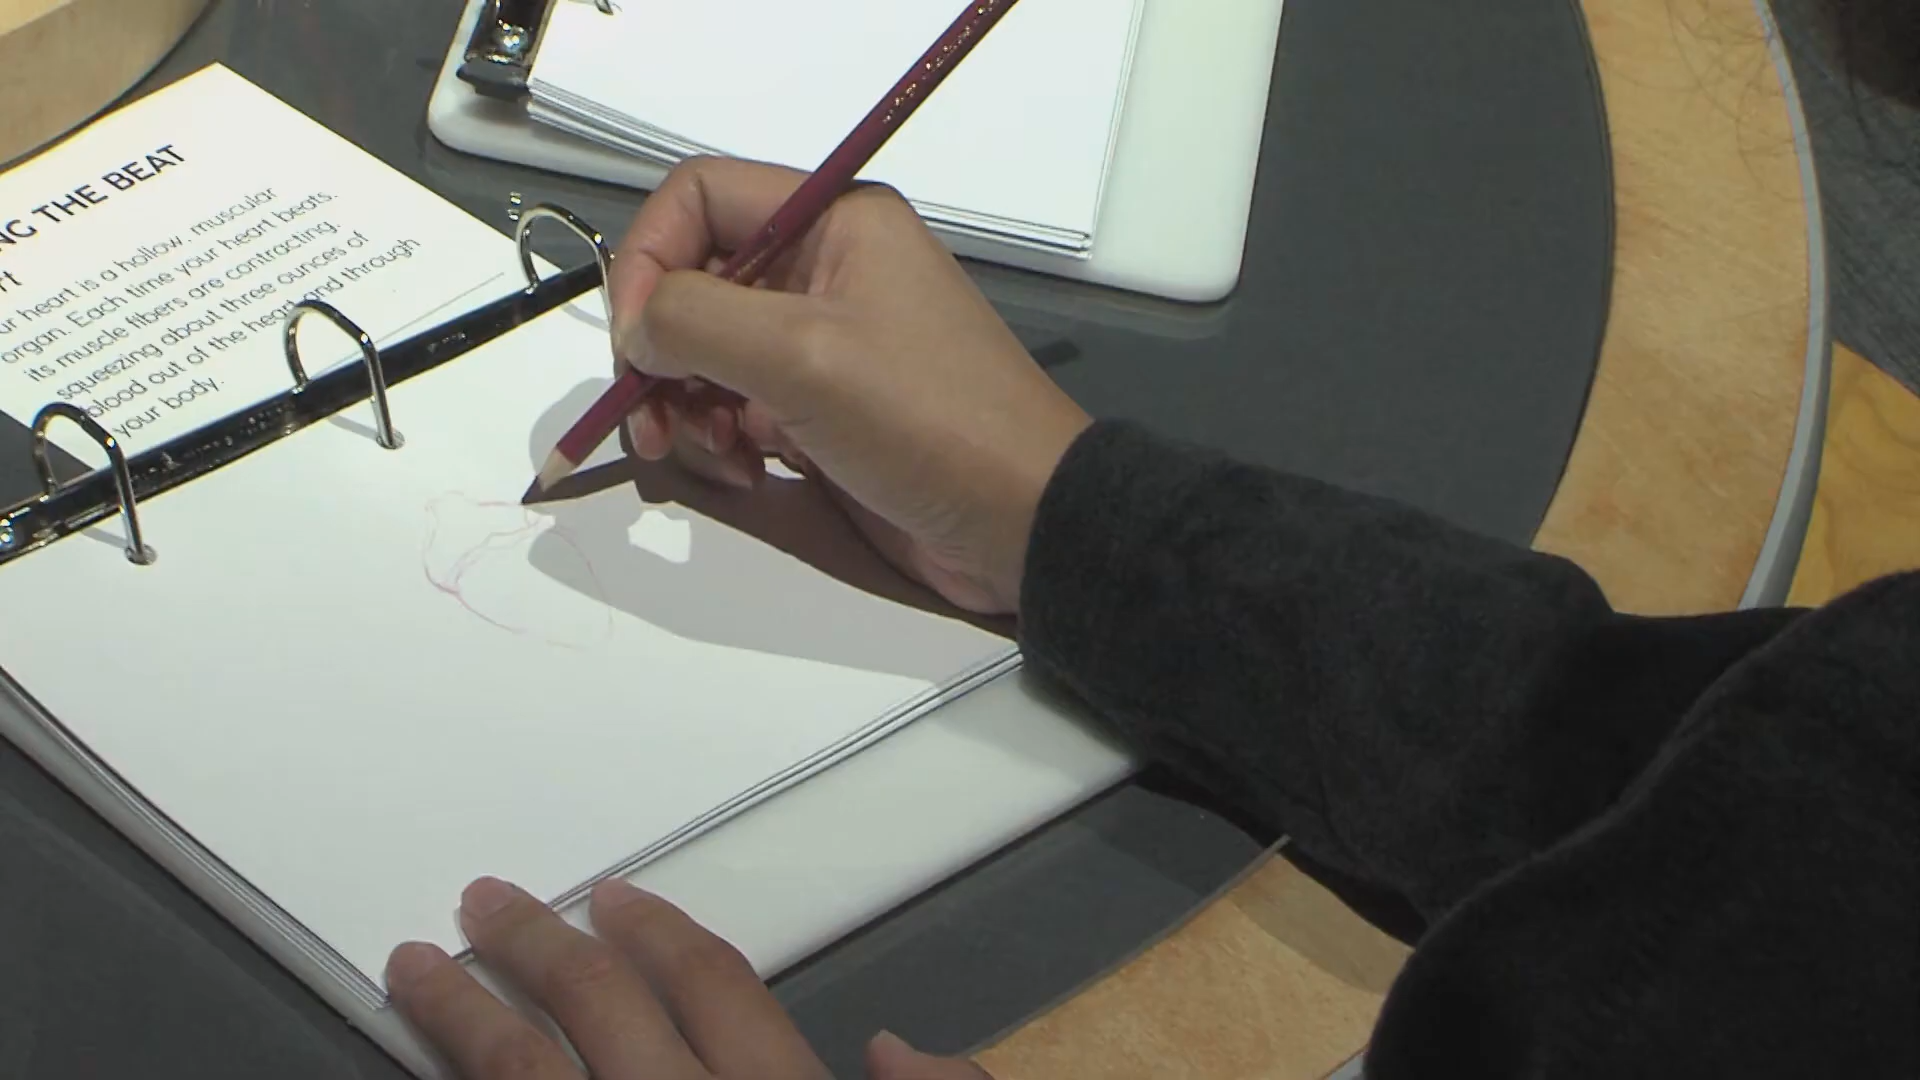 NG THE BEAT
rt
ur heart is a hollow, muscular
organ. Each time your heart beats,
its muscle fibers are contracting,
squeezing about three ounces of
blood out of the heart and through
your body.